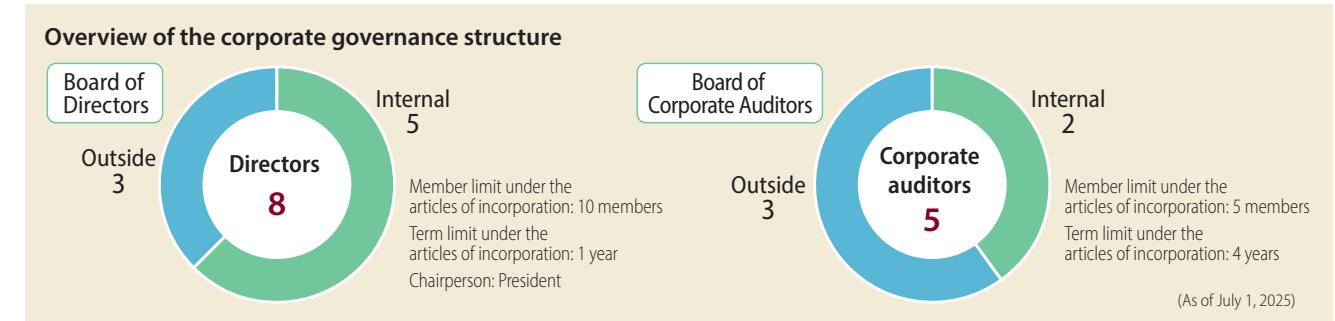 Overview of the corporate governance structure
Board of
Directors
Internal
5
Outside
3
Directors
8
Member limit under the
articles of incorporation: 10 members
Term limit under the
articles of incorporation: 1 year
Chairperson: President
Board of
Corporate Auditors
Internal
2
Outside
3
Corporate
auditors
5
Member limit under the
articles of incorporation: 5 members
Term limit under the
articles of incorporation: 4 years
(As of July 1, 2025)